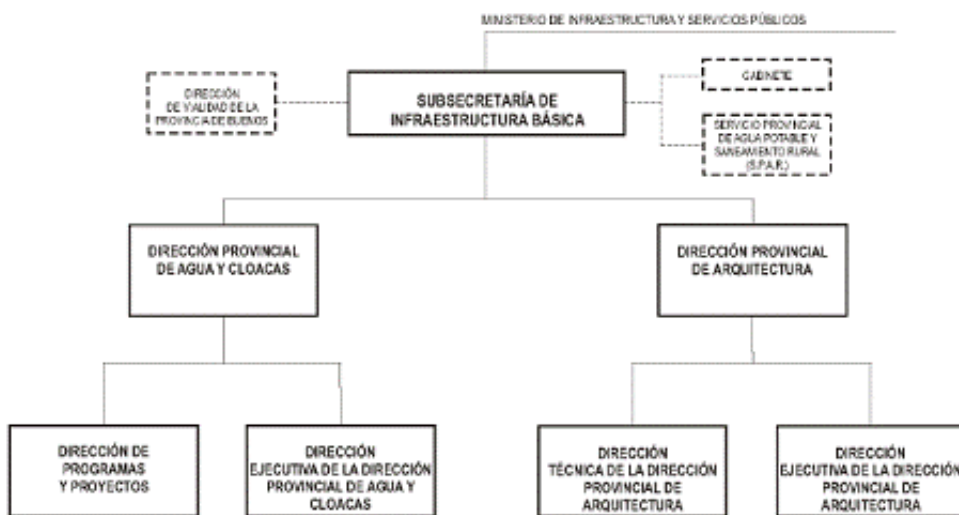 MINISTERIO DE INFRAESTRUCTURA Y SERVICIOS PÚBLICOS
DIRECCIÓN
DE VIALIDAD DE LA
PROVINCIA DE BUENOS
SUBSECRETARÍA DE
INFRAESTRUCTURA BÁSICA
GABINETE
SERVICIO PROVINCIAL
DE AGUA POTABLE Y
SANEAMIENTO RURAL
(S.P.A.R.)
DIRECCIÓN PROVINCIAL
DE AGUA Y CLOACAS
DIRECCIÓN PROVINCIAL
DE ARQUITECTURA
DIRECCIÓN DE
PROGRAMAS
Y PROYECTOS
DIRECCIÓN
EJECUTIVA DE LA DIRECCIÓN
PROVINCIAL DE AGUA Y
CLOACAS
DIRECCIÓN
TÉCNICA DE LA DIRECCIÓN
PROVINCIAL DE
ARQUITECTURA
DIRECCIÓN
EJECUTIVA DE LA DIRECCIÓN
PROVINCIAL DE
ARQUITECTURA